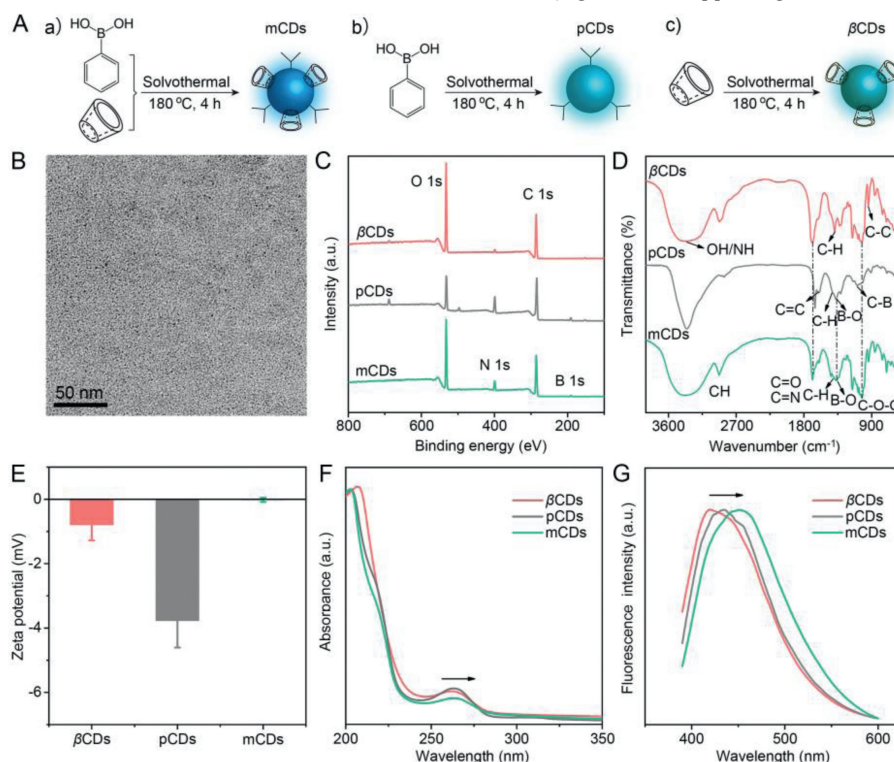 A
a)
HO
OH
B
Solvothermal
180 °C, 4 h
mCDs
b)
HO
OH
B
Solvothermal
180 °C, 4 h
pCDs
c)
Solvothermal
180 °C, 4 h
βCDs
B
50 nm
C
O 1s
C 1s
βCDs
pCDs
mCDs
N 1s
B 1s
Intensity (a.u.)
800
600
400
200
Binding energy (eV)
D
βCDs
OH/NH
C-H
C-C
pCDs
C=C
C-H
B-O
C-B
mCDs
CH
C=O
C=N
C-H
B-O
C-O-C
Transmittance (%)
3600
2700
1800
900
Wavenumber (cm⁻¹)
E
Zeta potential (mV)
0
-2
-4
-6
βCDs
pCDs
mCDs
F
βCDs
pCDs
mCDs
Absorbance (a.u.)
200
250
300
350
Wavelength (nm)
G
βCDs
pCDs
mCDs
Fluorescence intensity (a.u.)
400
500
600
Wavelength (nm)